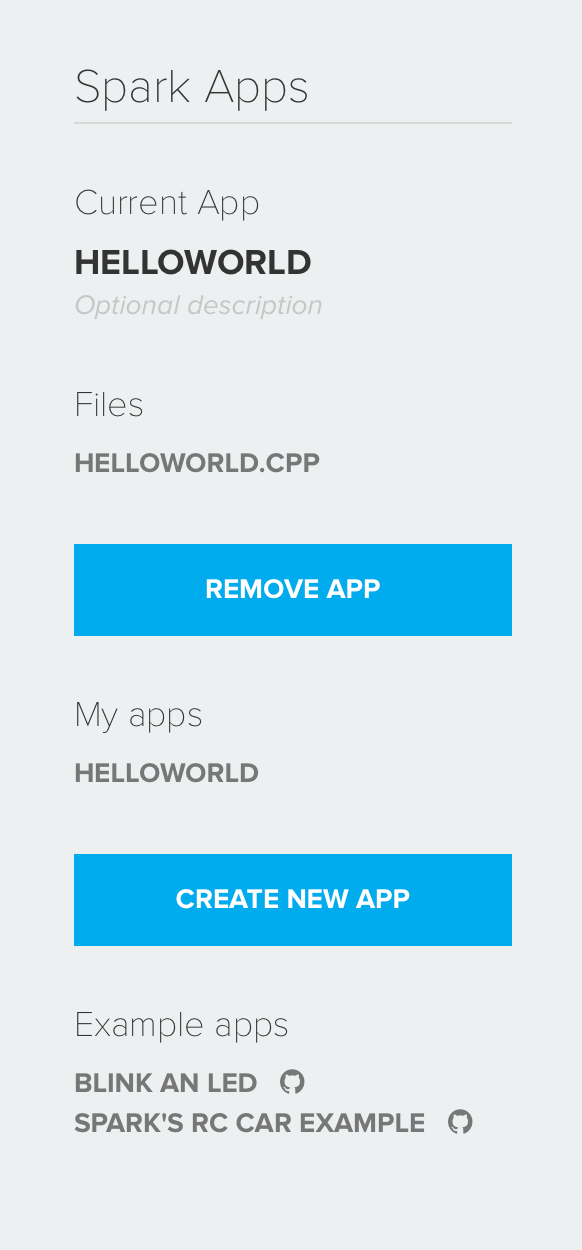 Spark Apps
Current App
HELLOWORLD
Optional description
Files
HELLOWORLD.CPP
REMOVE APP
My apps
HELLOWORLD
CREATE NEW APP
Example apps
BLINK AN LED
SPARK'S RC CAR EXAMPLE